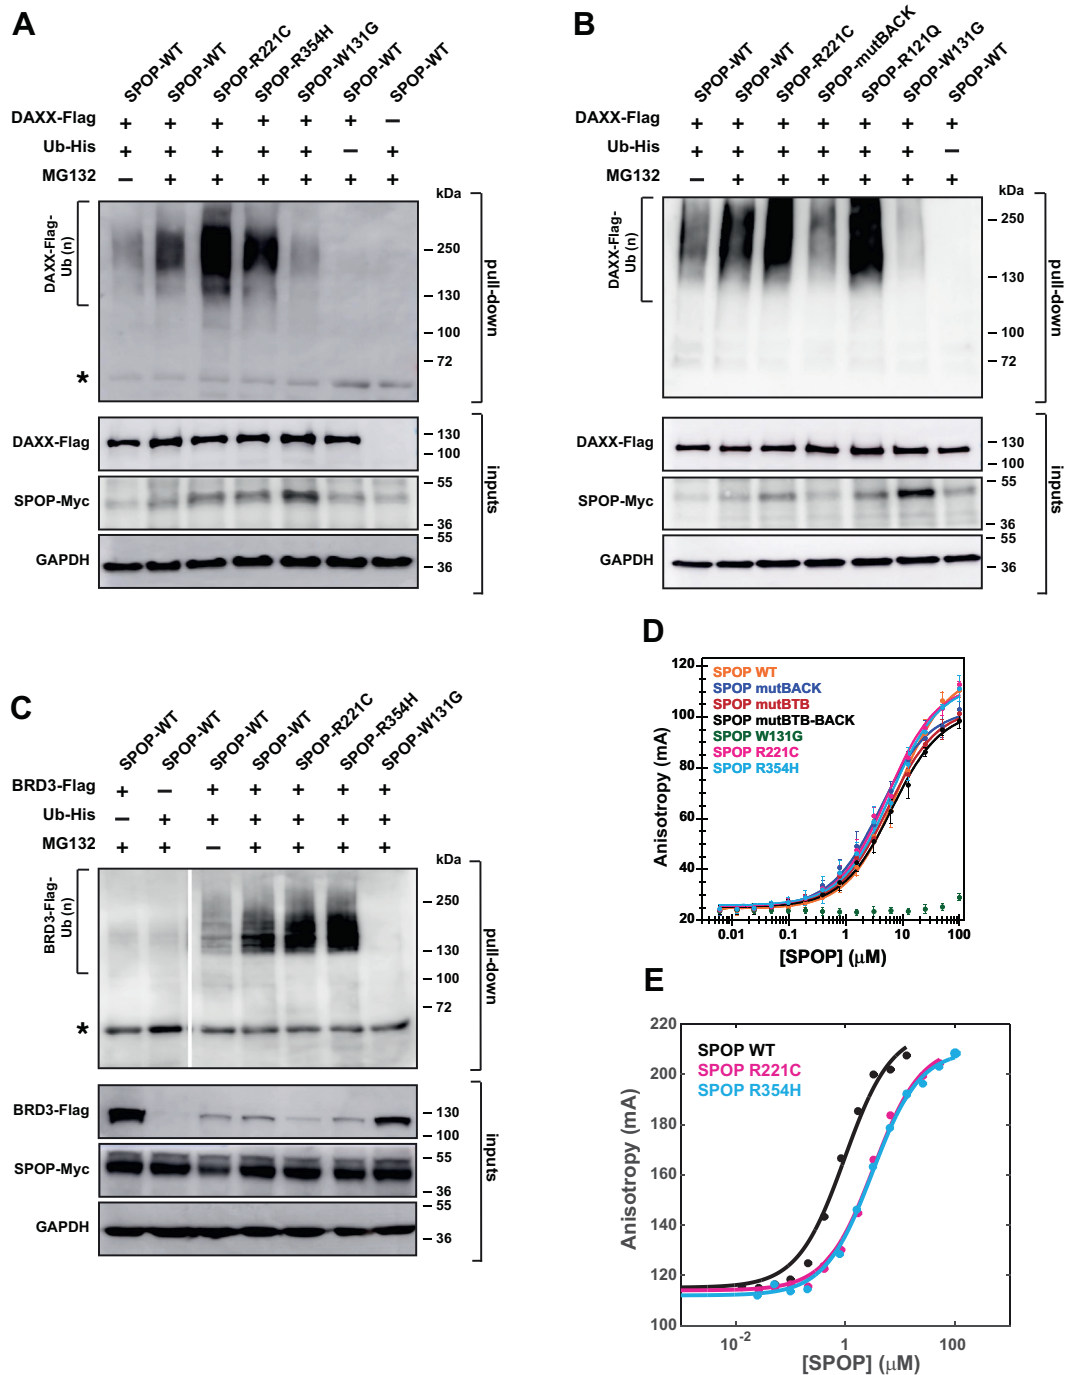 A
SPOP-WT
SPOP-WT
SPOP-R221C
SPOP-R354H
SPOP-W131G
SPOP-WT
SPOP-WT
DAXX-Flag + + + + + + −
Ub-His + + + + + − +
MG132 − + + + + + +
kDa
DAXX-Flag-
Ub (n)
250
130
100
72
*
pull-down
DAXX-Flag
130
100
SPOP-Myc
55
36
GAPDH
55
36
inputs
B
SPOP-WT
SPOP-WT
SPOP-R221C
SPOP-mutBACK
SPOP-R121Q
SPOP-W131G
SPOP-WT
DAXX-Flag + + + + + + +
Ub-His + + + + + + −
MG132 − + + + + + +
kDa
DAXX-Flag-
Ub (n)
250
130
100
72
pull-down
DAXX-Flag
130
100
SPOP-Myc
55
36
GAPDH
55
36
inputs
C
SPOP-WT
SPOP-WT
SPOP-WT
SPOP-WT
SPOP-R221C
SPOP-R354H
SPOP-W131G
BRD3-Flag + − + + + + +
Ub-His − + + + + + +
MG132 + + − + + + +
kDa
BRD3-Flag-
Ub (n)
250
130
100
72
*
pull-down
BRD3-Flag
130
100
SPOP-Myc
55
36
GAPDH
55
36
inputs
D
120
100
80
60
40
20
Anisotropy (mA)
SPOP WT
SPOP mutBACK
SPOP mutBTB
SPOP mutBTB-BACK
SPOP W131G
SPOP R221C
SPOP R354H
0.01 0.1 1 10 100
[SPOP] (μM)
E
220
200
180
160
140
120
100
Anisotropy (mA)
SPOP WT
SPOP R221C
SPOP R354H
10-2 1 100
[SPOP] (μM)